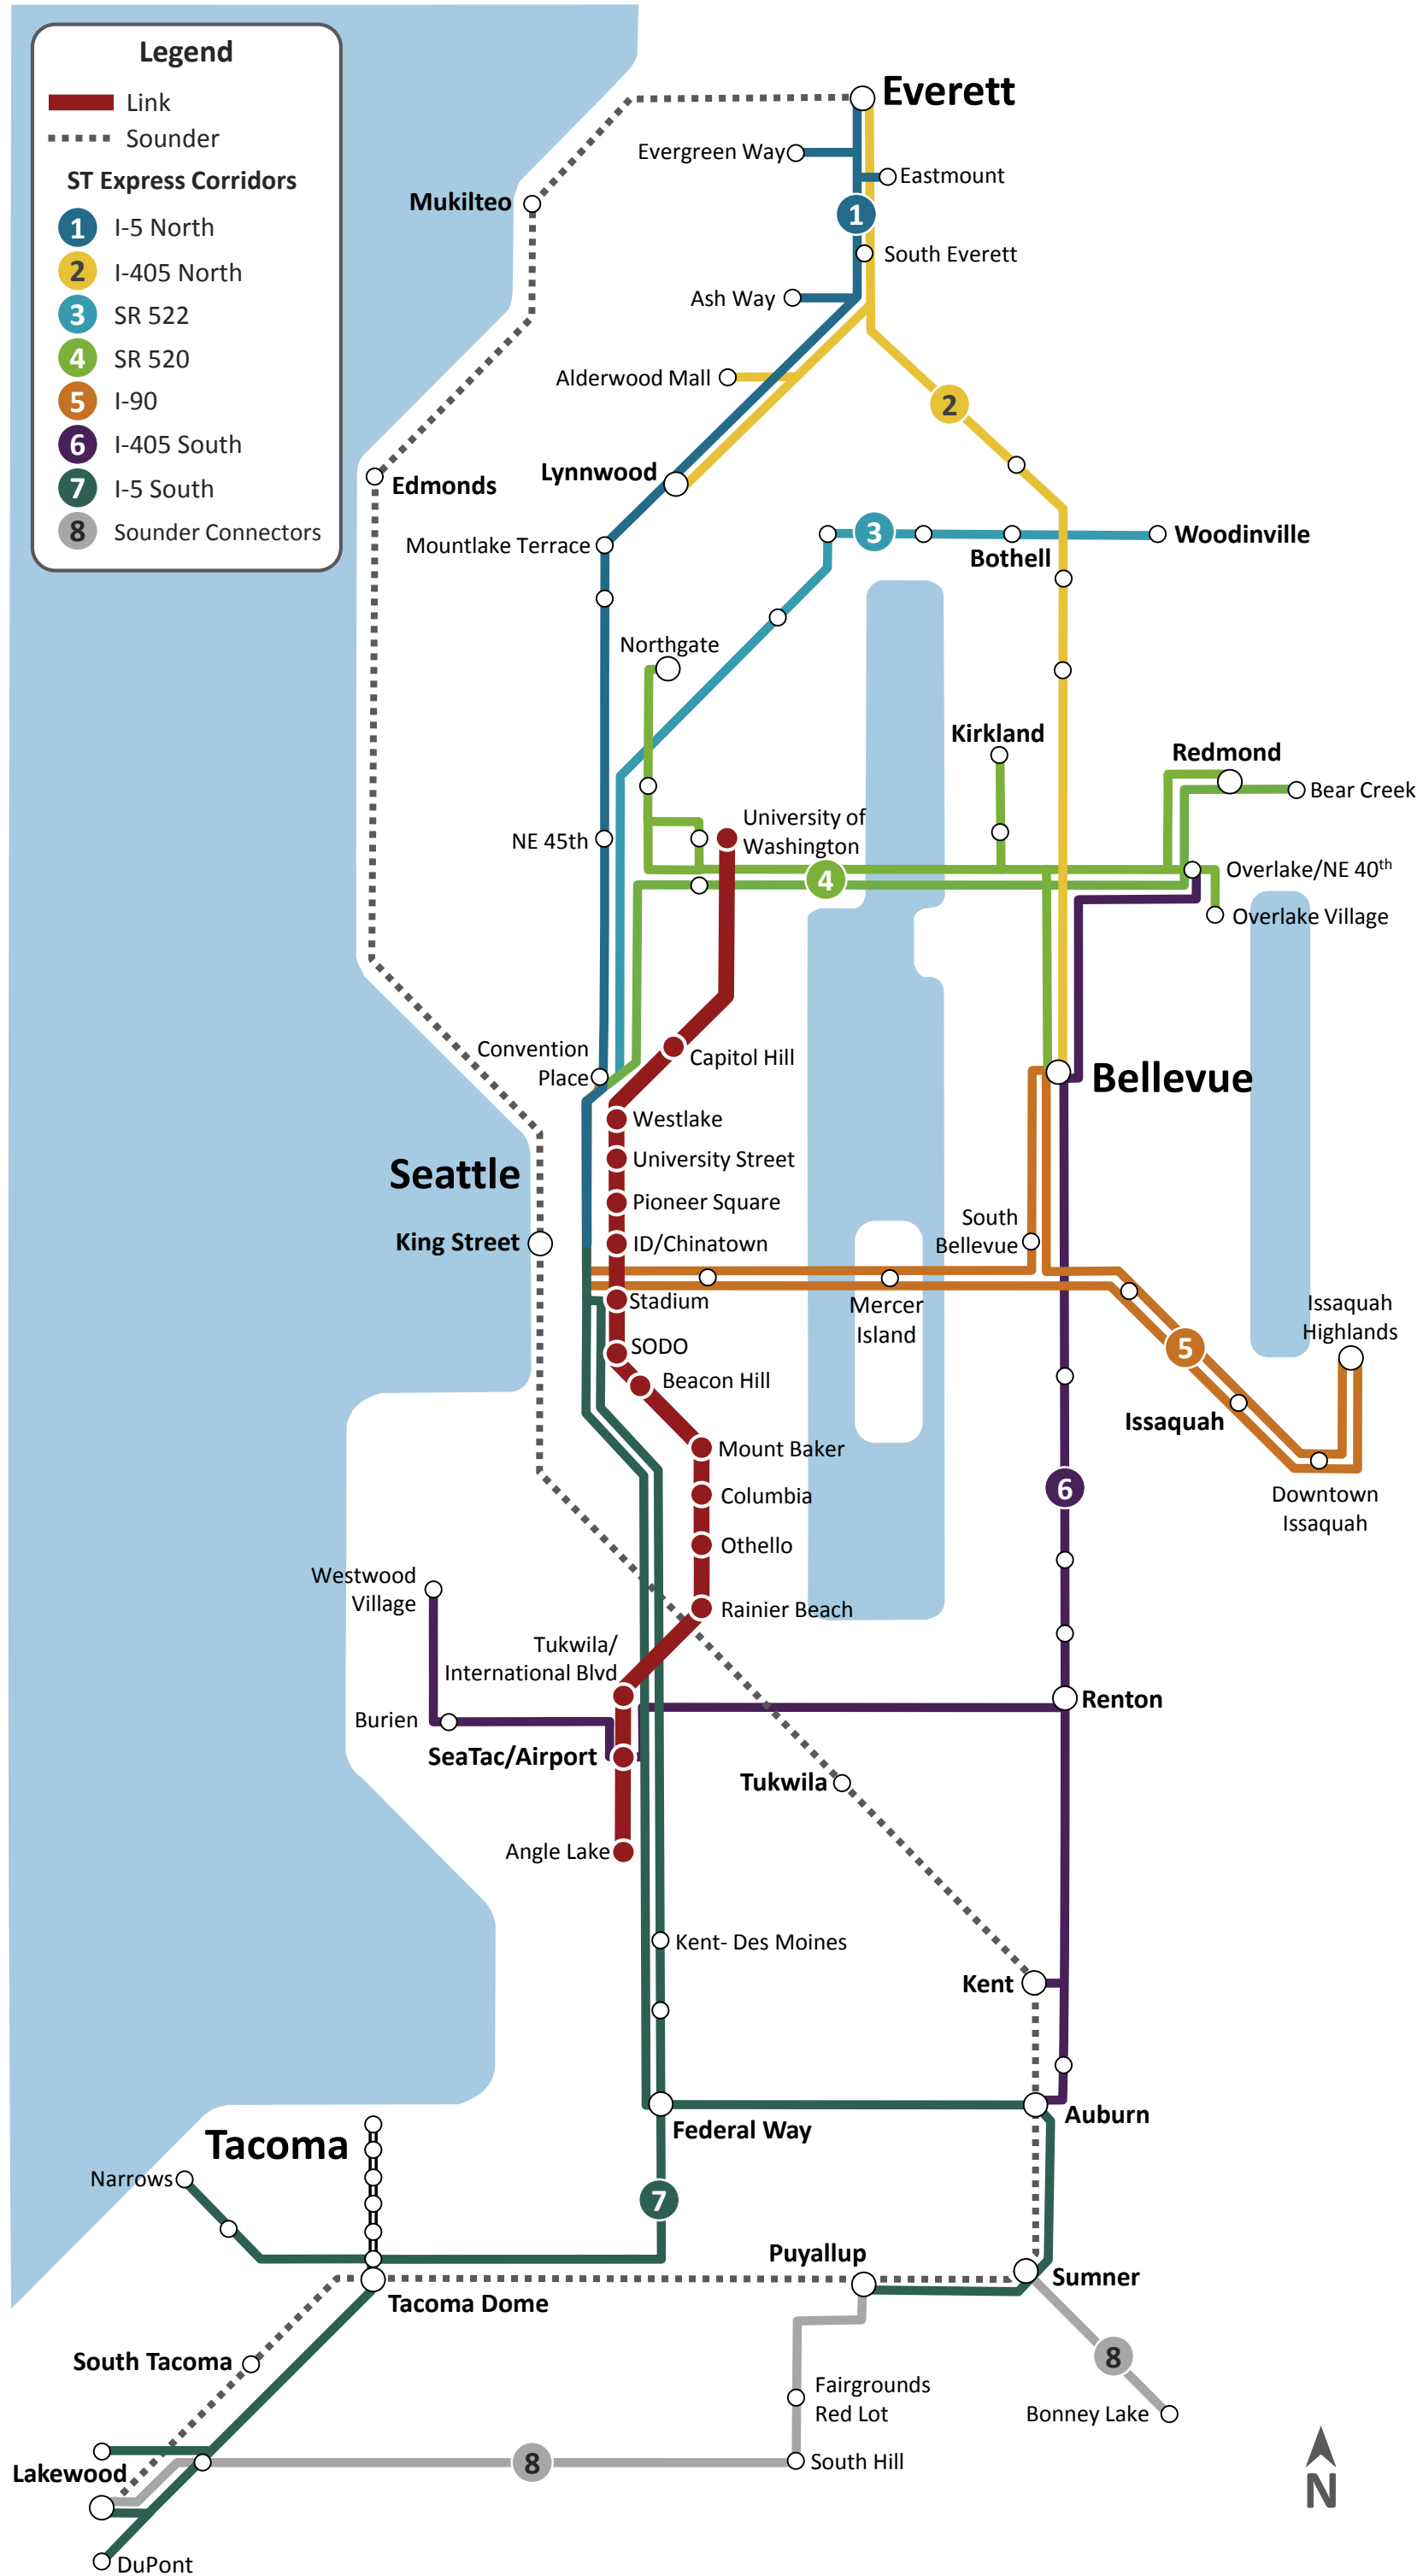 Legend
Link
Sounder
ST Express Corridors
1 I-5 North
2 I-405 North
3 SR 522
4 SR 520
5 I-90
6 I-405 South
7 I-5 South
8 Sounder Connectors
Everett
Evergreen Way
Eastmount
Mukilteo
1
South Everett
Ash Way
Alderwood Mall
2
Lynnwood
Edmonds
Mountlake Terrace
3
Woodinville
Bothell
Northgate
Kirkland
Redmond
Bear Creek
University of
Washington
NE 45th
4
Overlake/NE 40th
Overlake Village
Convention
Place
Capitol Hill
Bellevue
Westlake
University Street
Seattle
Pioneer Square
King Street
ID/Chinatown
South
Bellevue
Stadium
Mercer
Island
Issaquah
Highlands
SODO
5
Beacon Hill
Issaquah
Mount Baker
6
Columbia
Downtown
Issaquah
Othello
Westwood
Village
Rainier Beach
Tukwila/
International Blvd
Renton
Burien
SeaTac/Airport
Tukwila
Angle Lake
Kent- Des Moines
Kent
Auburn
Federal Way
Tacoma
Narrows
7
Puyallup
Sumner
Tacoma Dome
South Tacoma
8
Fairgrounds
Red Lot
Bonney Lake
Lakewood
8
South Hill
N
DuPont